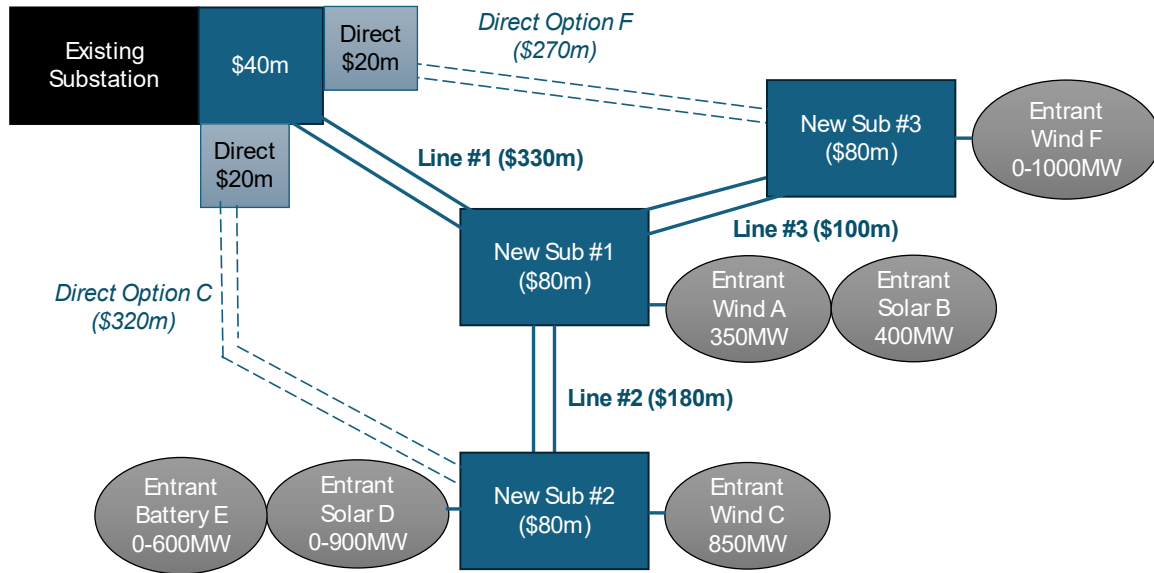 Existing
Substation
$40m
Direct
$20m
Direct Option F
($270m)
New Sub #3
($80m)
Entrant
Wind F
0-1000MW
Direct
$20m
Line #1 ($330m)
Line #3 ($100m)
New Sub #1
($80m)
Direct Option C
($320m)
Entrant
Wind A
350MW
Entrant
Solar B
400MW
Line #2 ($180m)
Entrant
Battery E
0-600MW
Entrant
Solar D
0-900MW
New Sub #2
($80m)
Entrant
Wind C
850MW